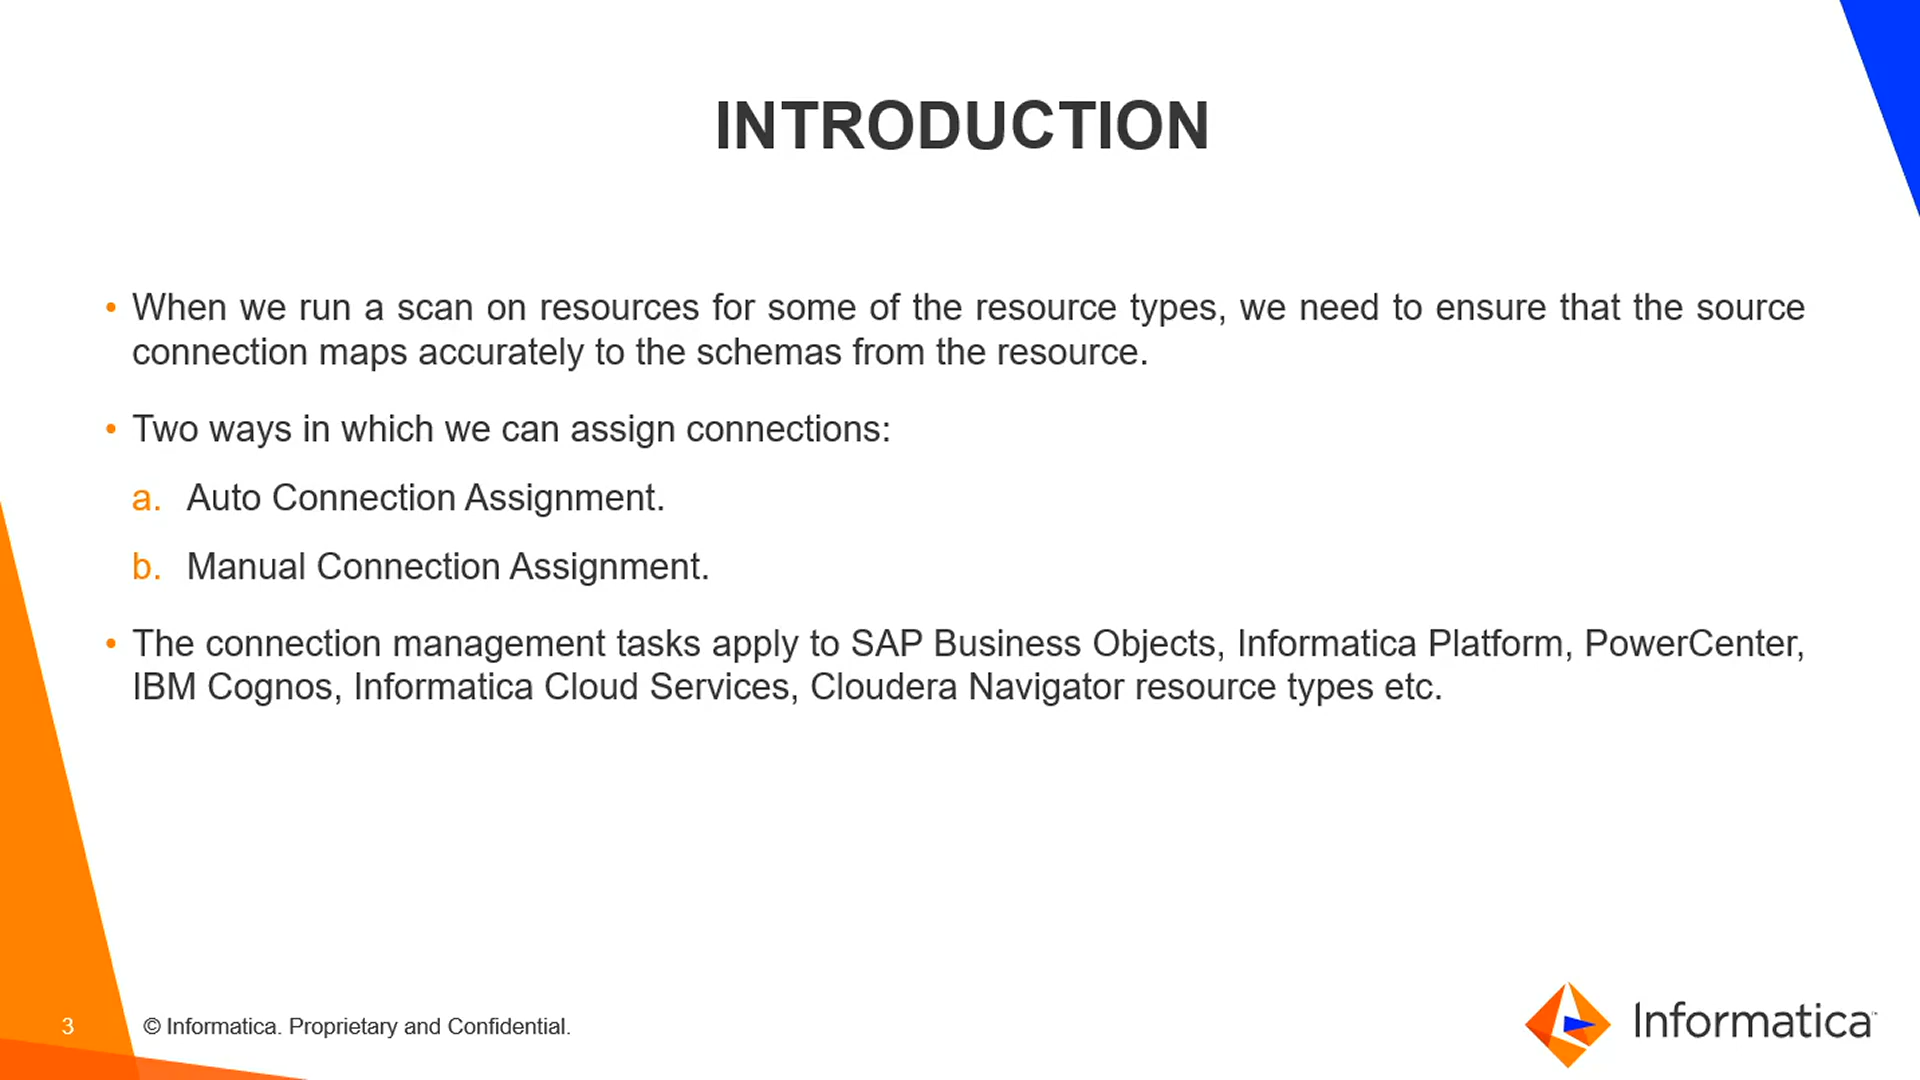 INTRODUCTION
• When we run a scan on resources for some of the resource types, we need to ensure that the source
connection maps accurately to the schemas from the resource.
• Two ways in which we can assign connections:
a. Auto Connection Assignment.
b. Manual Connection Assignment.
• The connection management tasks apply to SAP Business Objects, Informatica Platform, PowerCenter,
IBM Cognos, Informatica Cloud Services, Cloudera Navigator resource types etc.
3 © Informatica. Proprietary and Confidential.
Informatica™